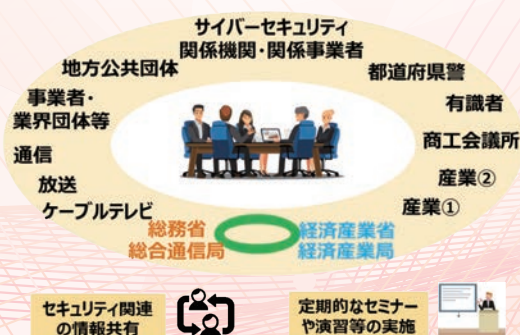 サイバーセキュリティ
関係機関・関係事業者
地方公共団体
都道府県警
事業者・
業界団体等
有識者
通信
商工会議所
放送
産業②
ケーブルテレビ
産業①
総務省
総合通信局
経済産業省
経済産業局
セキュリティ関連
の情報共有
定期的なセミナー
や演習等の実施